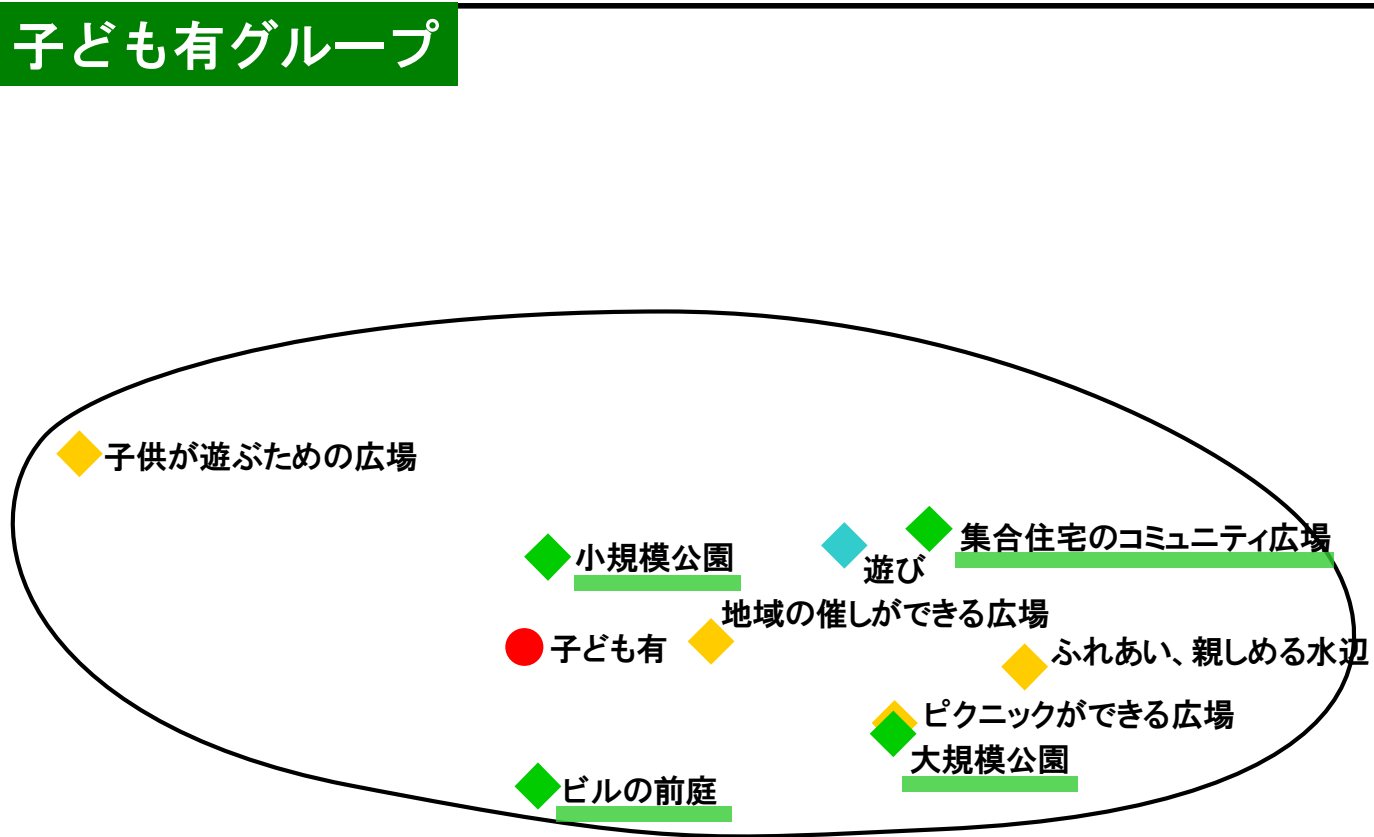 子ども有グループ
子供が遊ぶための広場
集合住宅のコミュニティ広場
小規模公園
遊び
地域の催しができる広場
子ども有
ふれあい、親しめる水辺
ピクニックができる広場
大規模公園
ビルの前庭